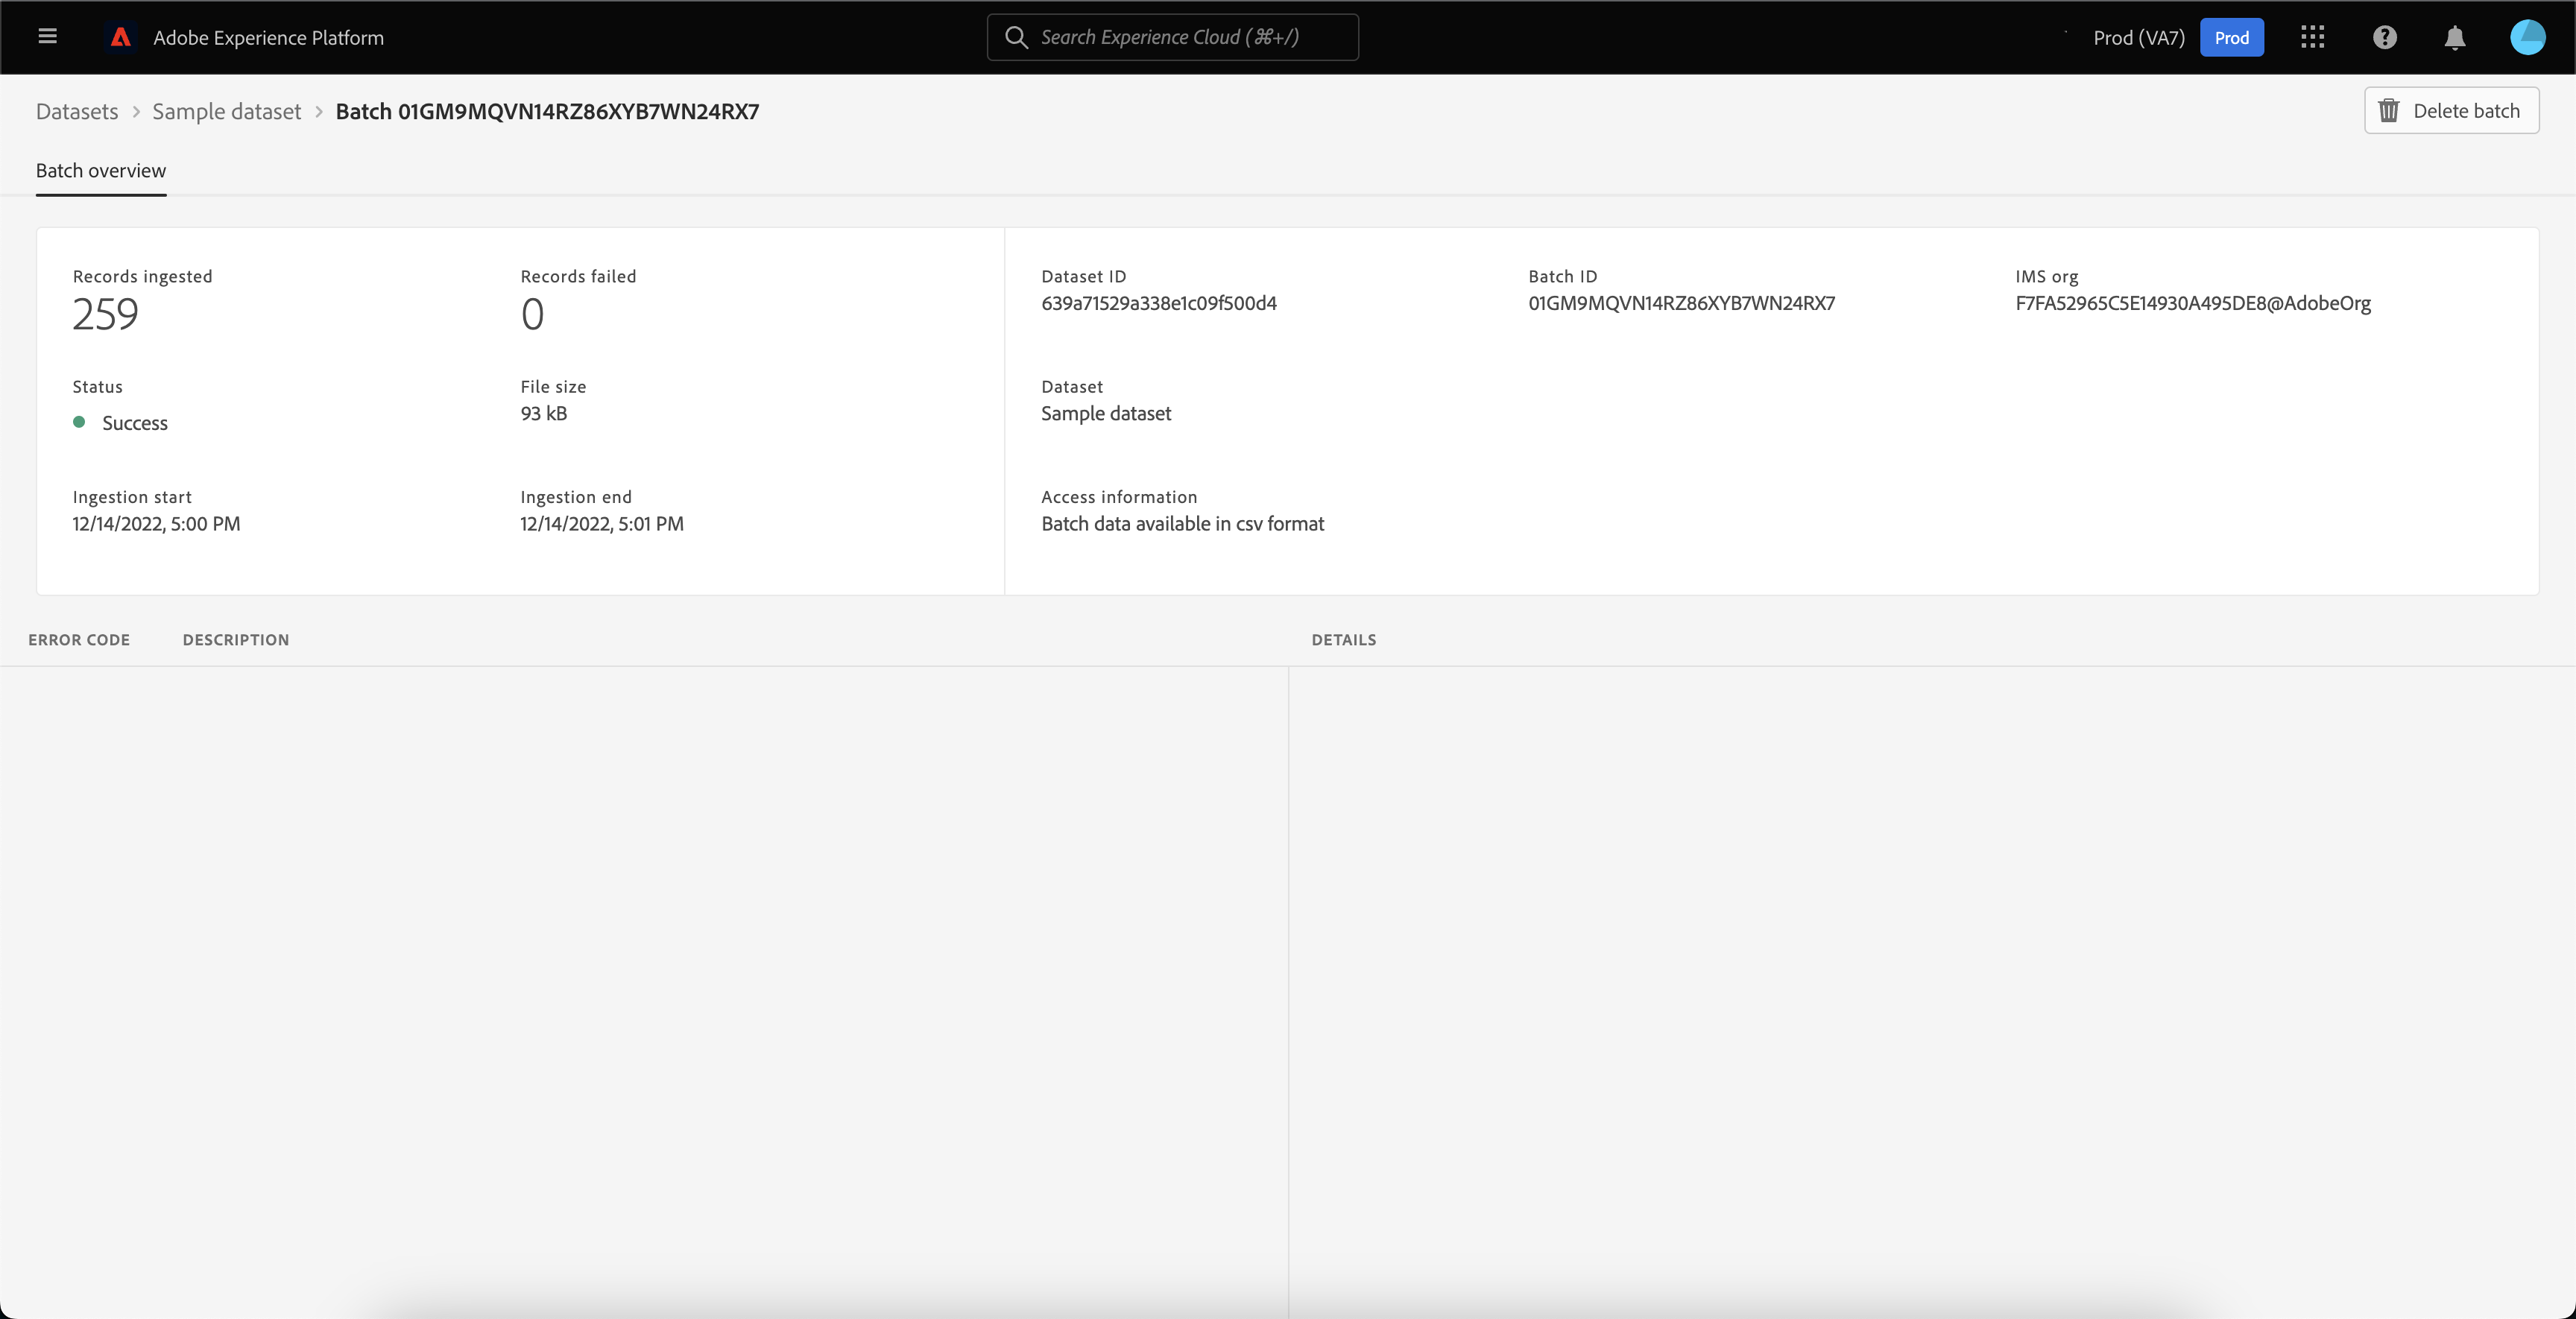 Adobe Experience Platform
Search Experience Cloud (⌘+/)
Prod (VA7)
Prod
Datasets > Sample dataset > Batch 01GM9MQVN14RZ86XYB7WN24RX7
Delete batch
Batch overview
Records ingested
259
Records failed
0
Status
Success
File size
93 kB
Ingestion start
12/14/2022, 5:00 PM
Ingestion end
12/14/2022, 5:01 PM
Dataset ID
639a71529a338e1c09f500d4
Batch ID
01GM9MQVN14RZ86XYB7WN24RX7
IMS org
F7FA52965C5E14930A495DE8@AdobeOrg
Dataset
Sample dataset
Access information
Batch data available in csv format
ERROR CODE
DESCRIPTION
DETAILS